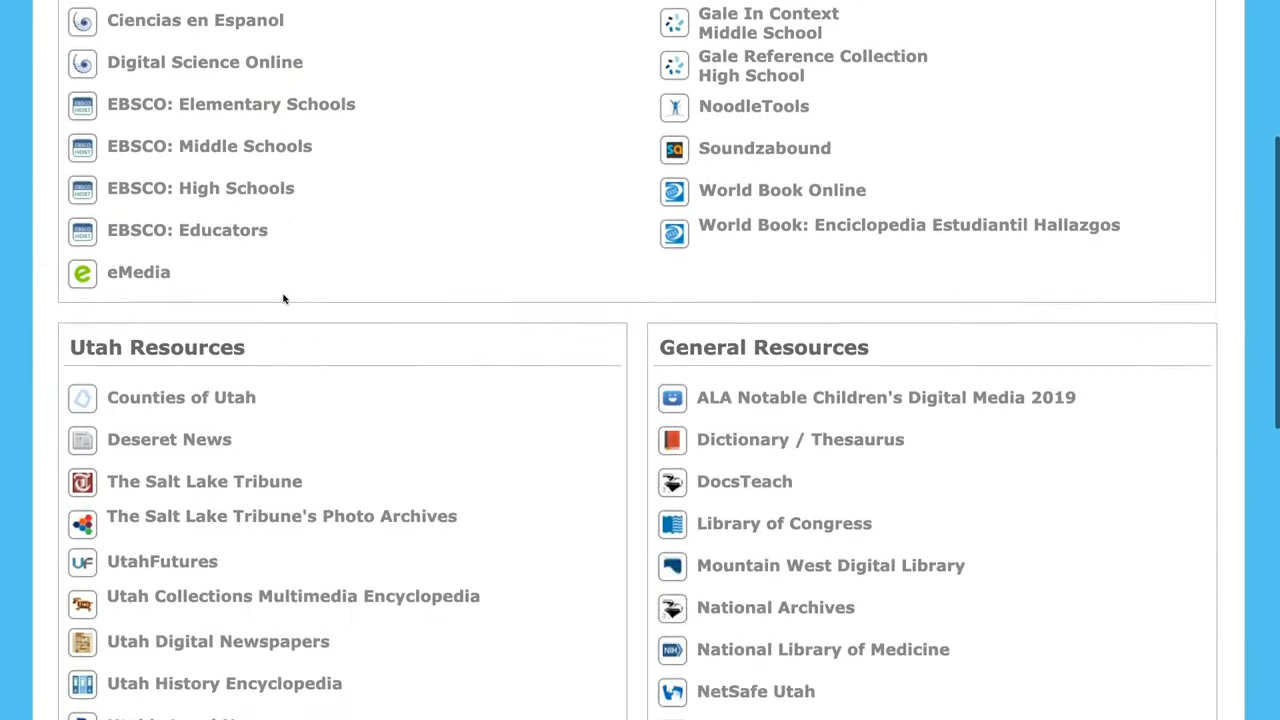 Ciencias en Espanol
Digital Science Online
EBSCO: Elementary Schools
EBSCO: Middle Schools
EBSCO: High Schools
EBSCO: Educators
eMedia
Gale In Context
Middle School
Gale Reference Collection
High School
NoodleTools
Soundzabound
World Book Online
World Book: Enciclopedia Estudiantil Hallazgos
Utah Resources
Counties of Utah
Deseret News
The Salt Lake Tribune
The Salt Lake Tribune's Photo Archives
UtahFutures
Utah Collections Multimedia Encyclopedia
Utah Digital Newspapers
Utah History Encyclopedia
General Resources
ALA Notable Children's Digital Media 2019
Dictionary / Thesaurus
DocsTeach
Library of Congress
Mountain West Digital Library
National Archives
National Library of Medicine
NetSafe Utah